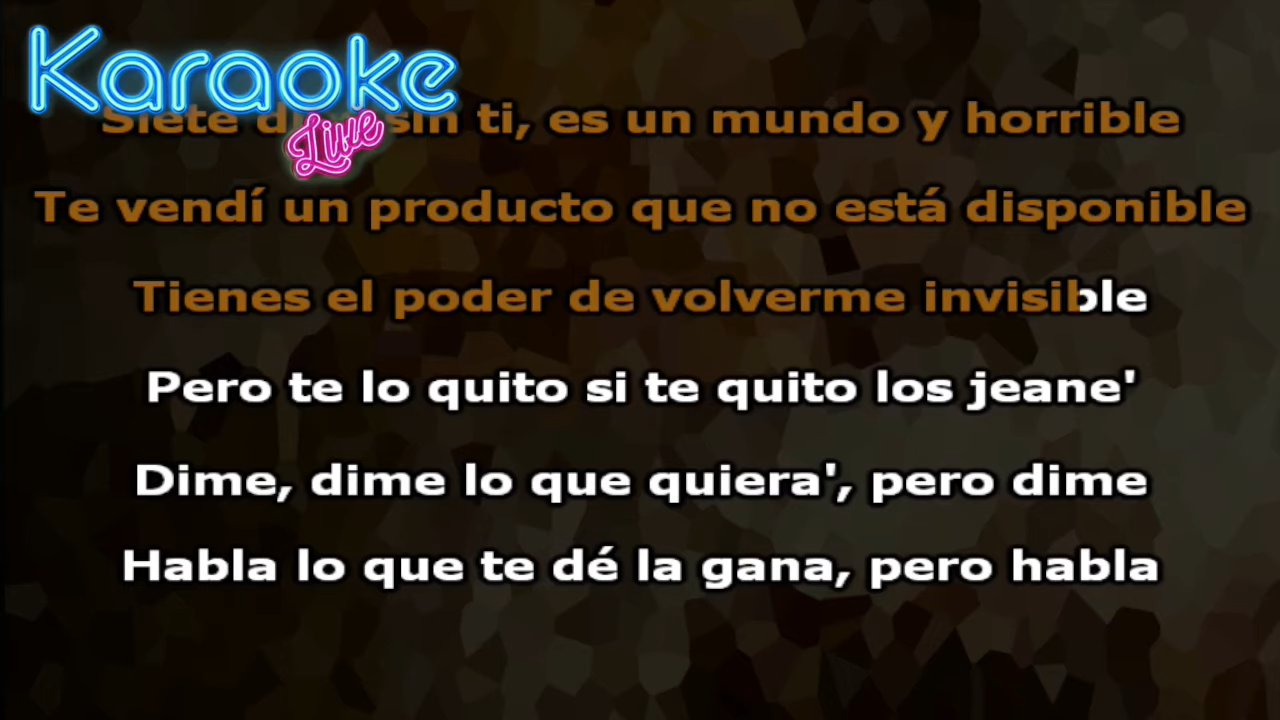 Karaoke
Live
Siete sin ti, es un mundo y horrible
Te vendí un producto que no está disponible
Tienes el poder de volverme invisible
Pero te lo quito si te quito los jeane'
Dime, dime lo que quiera', pero dime
Habla lo que te dé la gana, pero habla